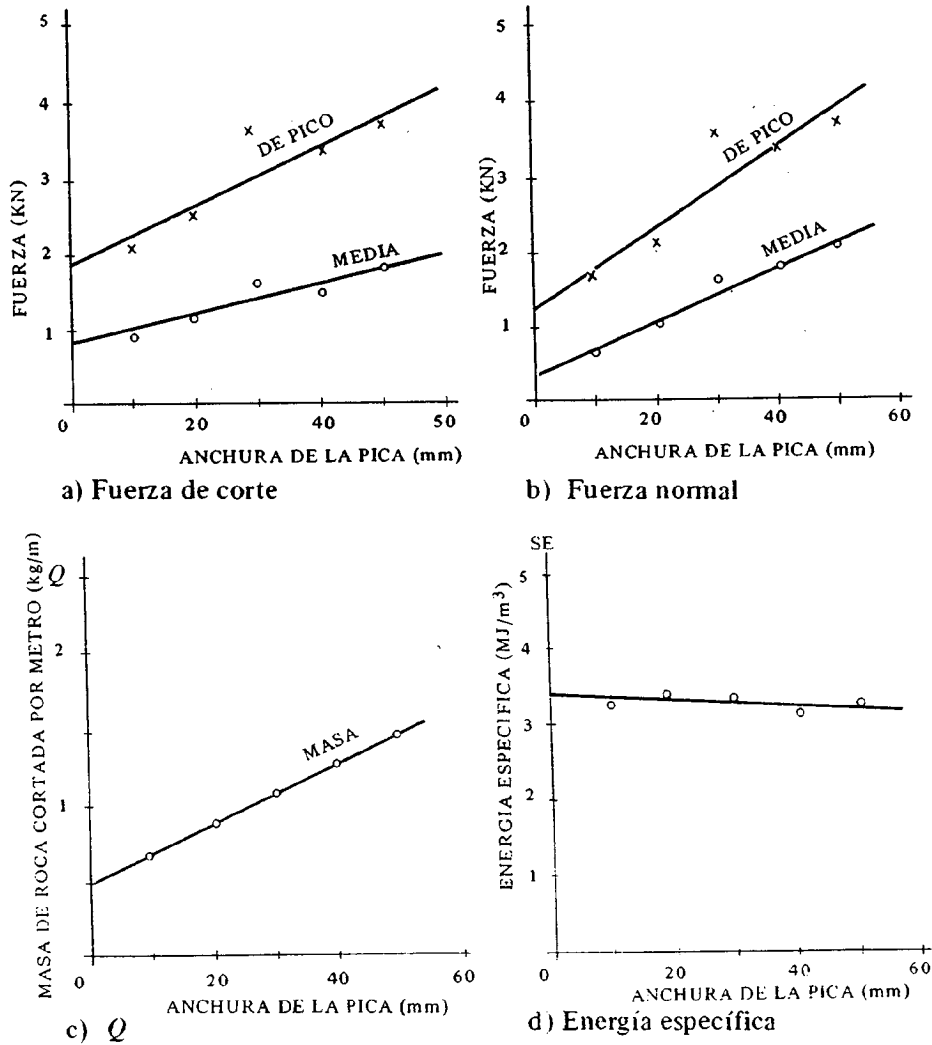 5
4
3
2
1
0
20
40
50
FUERZA (KN)
DE PICO
MEDIA
ANCHURA DE LA PICA (mm)
a) Fuerza de corte
5
4
3
2
1
0
20
40
60
FUERZA (KN)
DE PICO
MEDIA
ANCHURA DE LA PICA (mm)
b) Fuerza normal
Q
2
1
0
20
40
60
MASA DE ROCA CORTADA POR METRO (kg/m)
MASA
ANCHURA DE LA PICA (mm)
c) Q
SE
5
4
3
2
1
0
20
40
60
ENERGIA ESPECIFICA (MJ/m³)
ANCHURA DE LA PICA (mm)
d) Energía específica